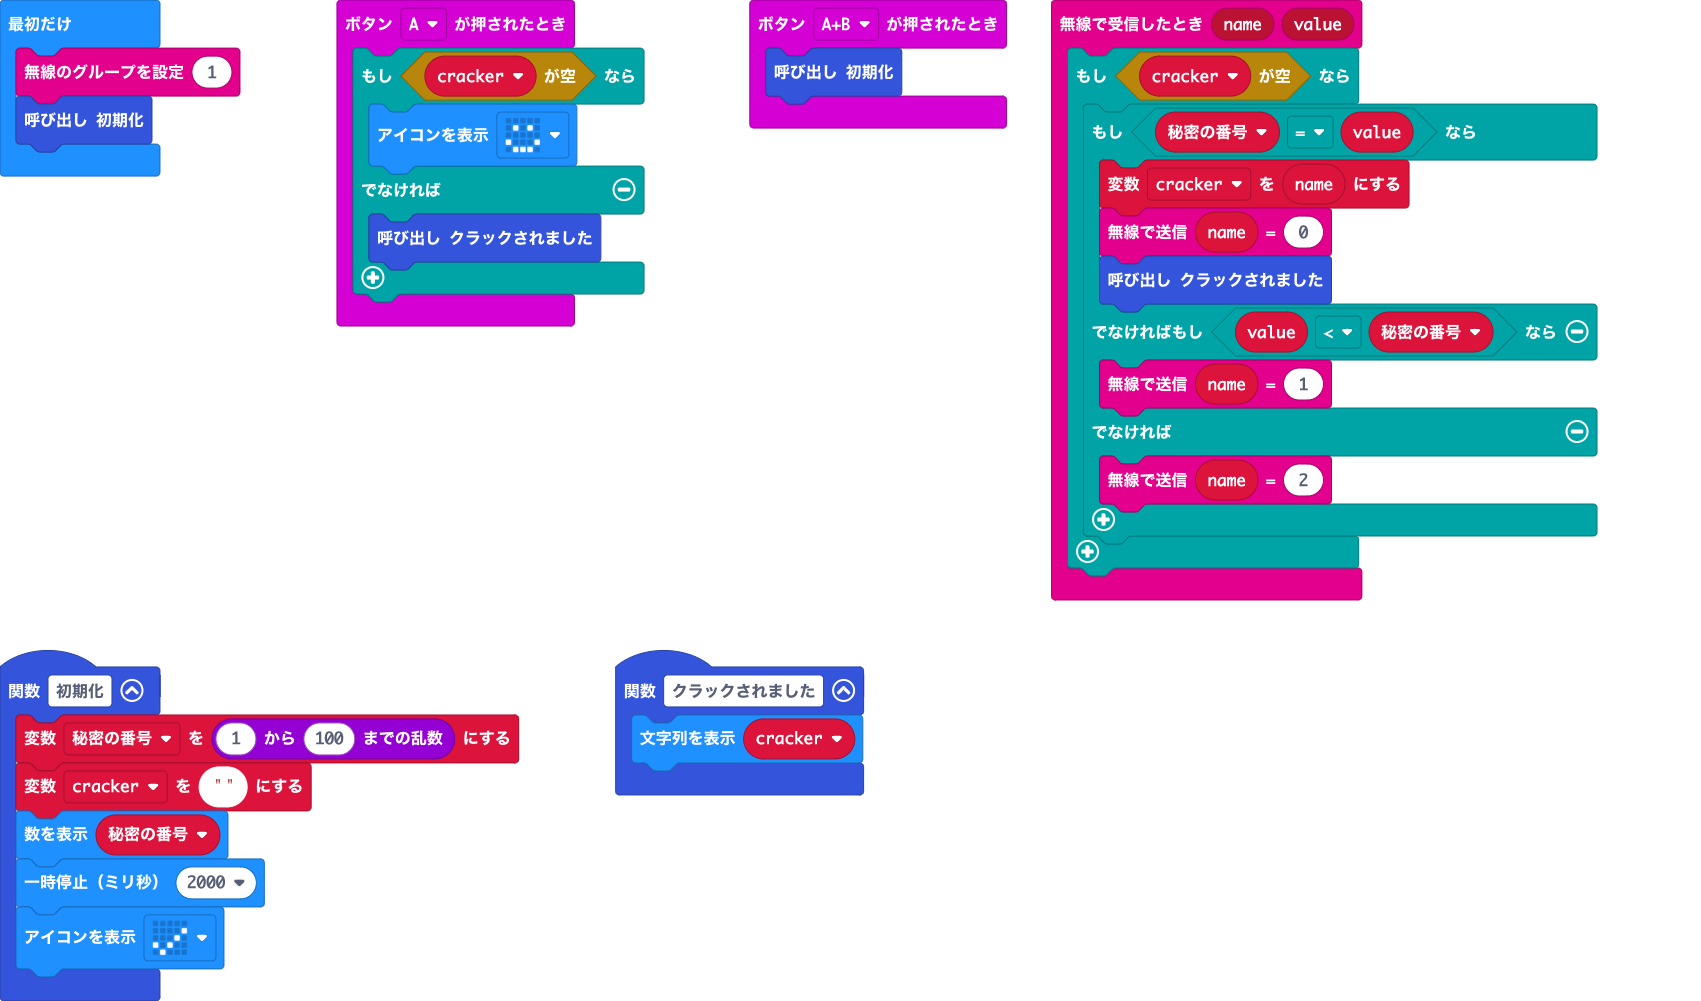 最初だけ
無線のグループを設定 1
呼び出し 初期化
ボタン A が押されたとき
もし cracker が空 なら
アイコンを表示
でなければ
呼び出し クラックされました
ボタン A+B が押されたとき
呼び出し 初期化
無線で受信したとき name value
もし cracker が空 なら
もし 秘密の番号 = value なら
変数 cracker を name にする
無線で送信 name = 0
呼び出し クラックされました
でなければもし value < 秘密の番号 なら
無線で送信 name = 1
でなければ
無線で送信 name = 2
関数 初期化
変数 秘密の番号 を 1 から 100 までの乱数 にする
変数 cracker を " " にする
数を表示 秘密の番号
一時停止（ミリ秒） 2000
アイコンを表示
関数 クラックされました
文字列を表示 cracker